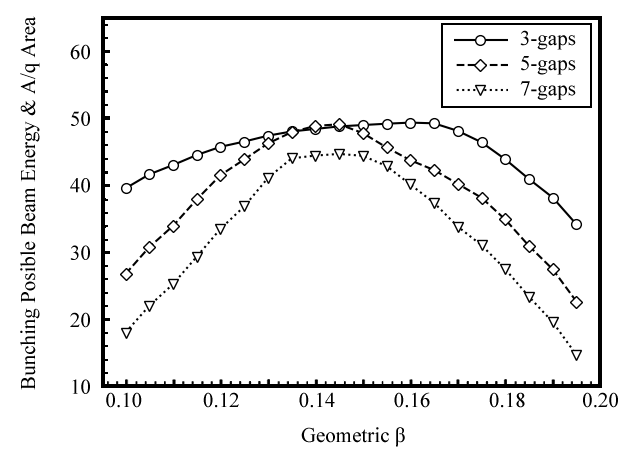 Bunching Posible Beam Energy & A/q Area
60
50
40
30
20
10
3-gaps
5-gaps
7-gaps
0.10 0.12 0.14 0.16 0.18 0.20
Geometric β